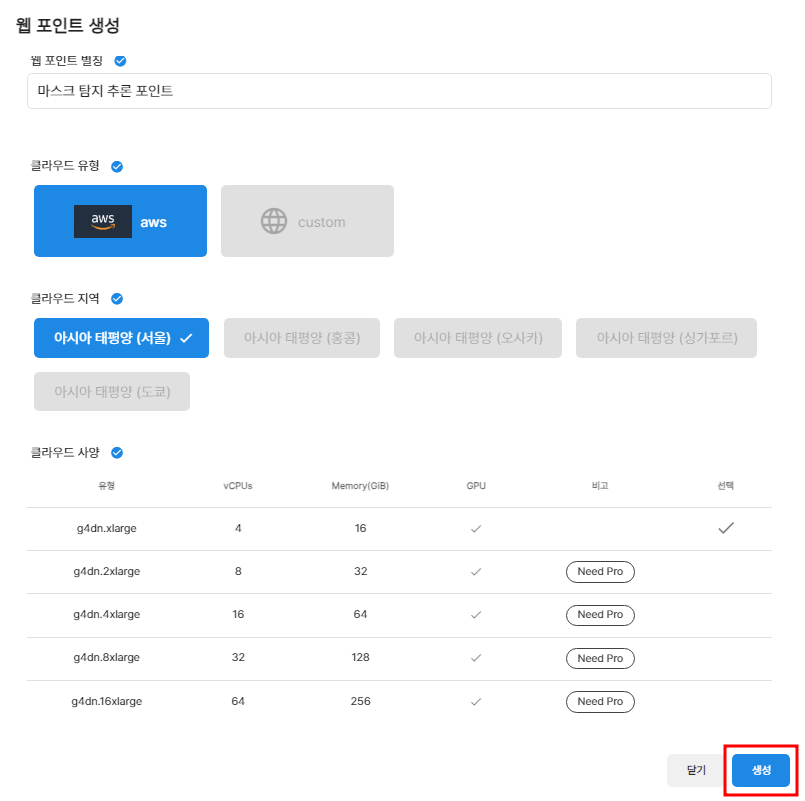 웹 포인트 생성
웹 포인트 별칭
마스크 탐지 추론 포인트
클라우드 유형
aws aws custom
클라우드 지역
아시아 태평양 (서울) 아시아 태평양 (홍콩) 아시아 태평양 (오사카) 아시아 태평양 (싱가포르)
아시아 태평양 (도쿄)
클라우드 사양
유형 vCPUs Memory(GiB) GPU 비고 선택
g4dn.xlarge 4 16
g4dn.2xlarge 8 32 Need Pro
g4dn.4xlarge 16 64 Need Pro
g4dn.8xlarge 32 128 Need Pro
g4dn.16xlarge 64 256 Need Pro
닫기 생성